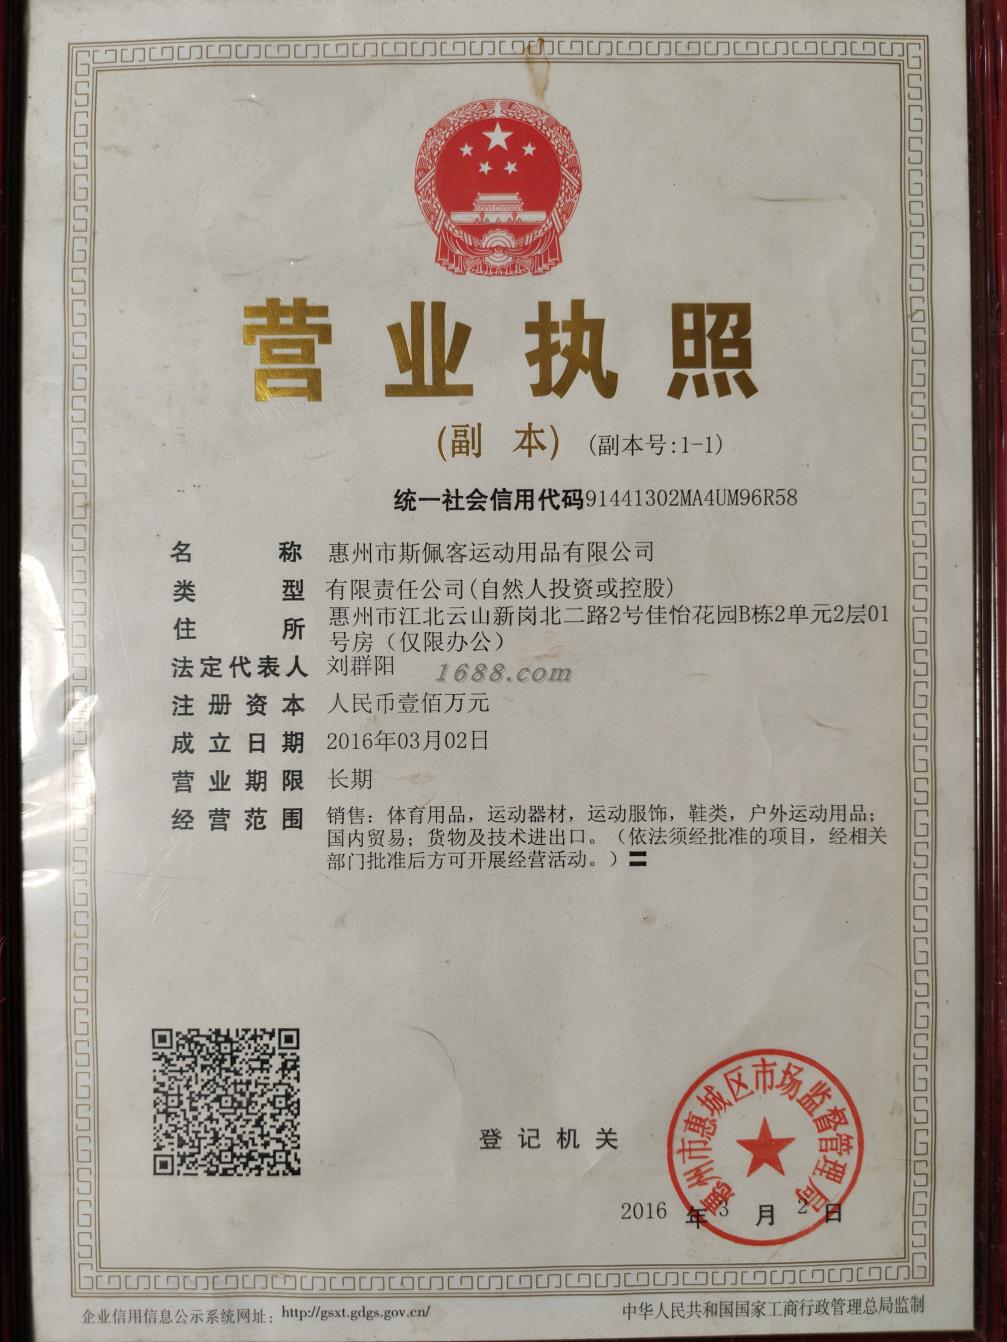 营业执照
(副 本) (副本号:1-1)
统一社会信用代码91441302MA4UM96R58
名 称 惠州市斯佩客运动用品有限公司
类 型 有限责任公司(自然人投资或控股)
住 所 惠州市江北云山新岗北二路2号佳怡花园B栋2单元2层01
号房（仅限办公）
法定代表人 刘群阳
1688.com
注册资本 人民币壹佰万元
成立日期 2016年03月02日
营业期限 长期
经营范围 销售：体育用品，运动器材，运动服饰，鞋类，户外运动用品；
国内贸易；货物及技术进出口。（依法须经批准的项目，经相关
部门批准后方可开展经营活动。）〓
惠州市惠城区市场监督管理局
登记机关
2016 年 3 月 2 日
企业信用信息公示系统网址：http://gsxt.gdgs.gov.cn/
中华人民共和国国家工商行政管理总局监制